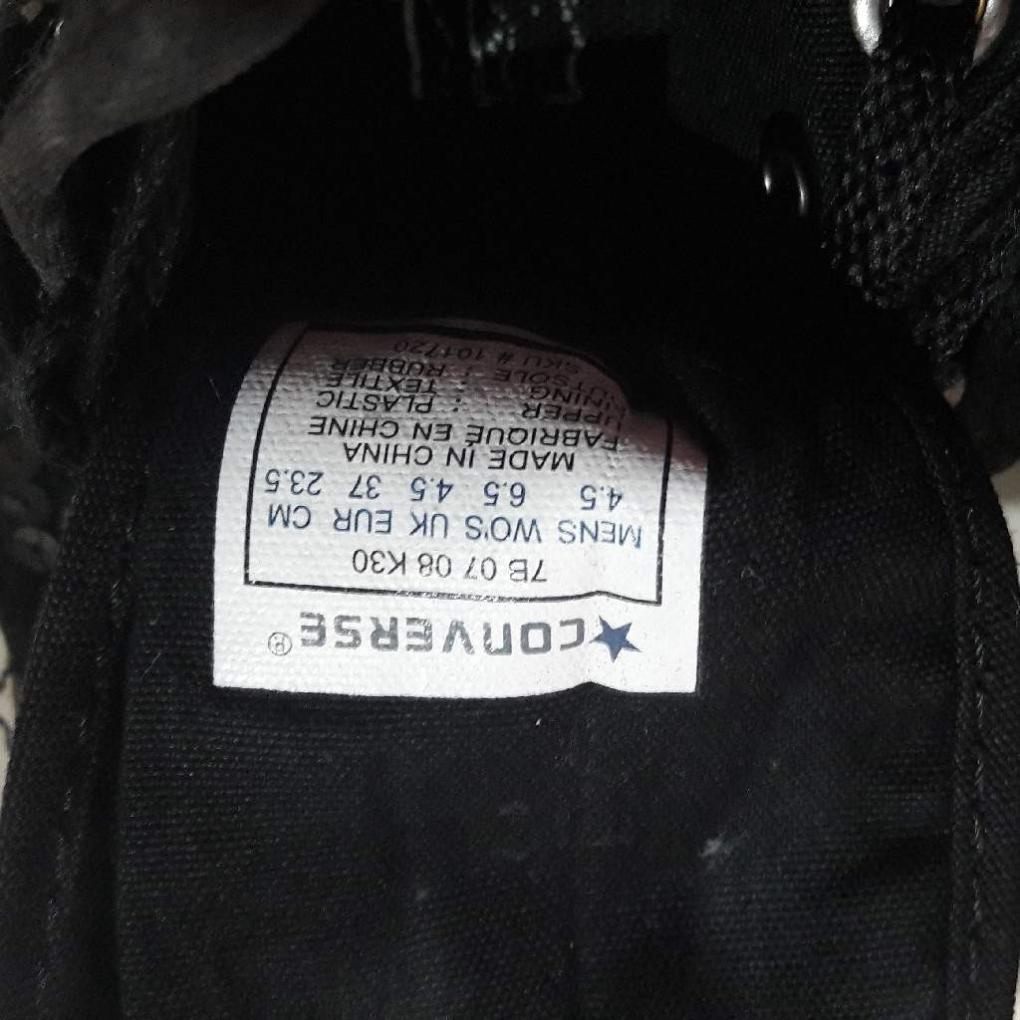 CONVERSE®
7B 07 08 K30
MENS WO'S UK EUR CM
4.5 6.5 4.5 37 23.5
MADE IN CHINA
FABRIQUÉ EN CHINE
UPPER : PLASTIC
LINING : TEXTILE
OUTSOLE : RUBBER
SKU # 101720